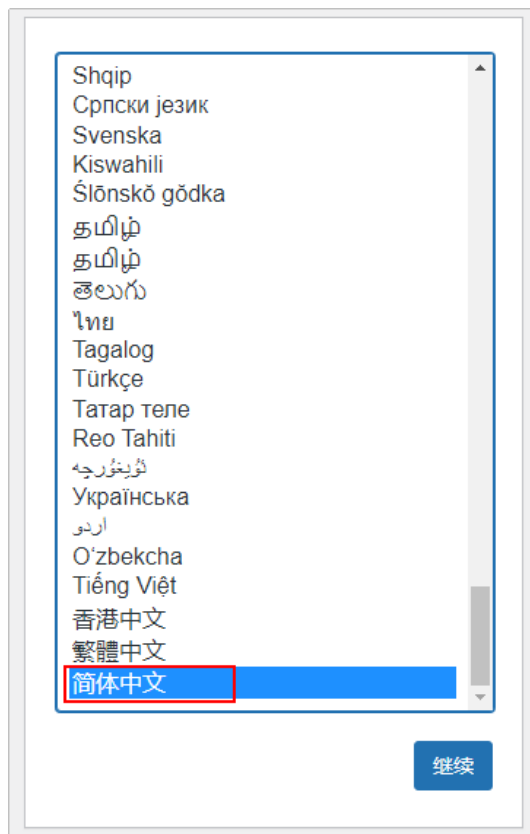 Shqip
Српски језик
Svenska
Kiswahili
Ślōnskŏ gŏdka
தமிழ்
தமிழ்
తెలుగు
ไทย
Tagalog
Türkçe
Татар теле
Reo Tahiti
ئۇيغۇرچە
Українська
اردو
O‘zbekcha
Tiếng Việt
香港中文
繁體中文
简体中文
继续